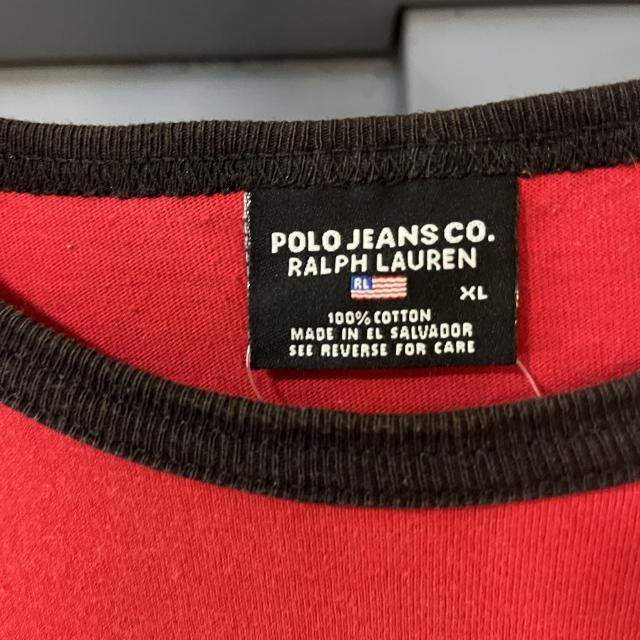 POLO JEANS CO.
RALPH LAUREN
RL
XL
100% COTTON
MADE IN EL SALVADOR
SEE REVERSE FOR CARE